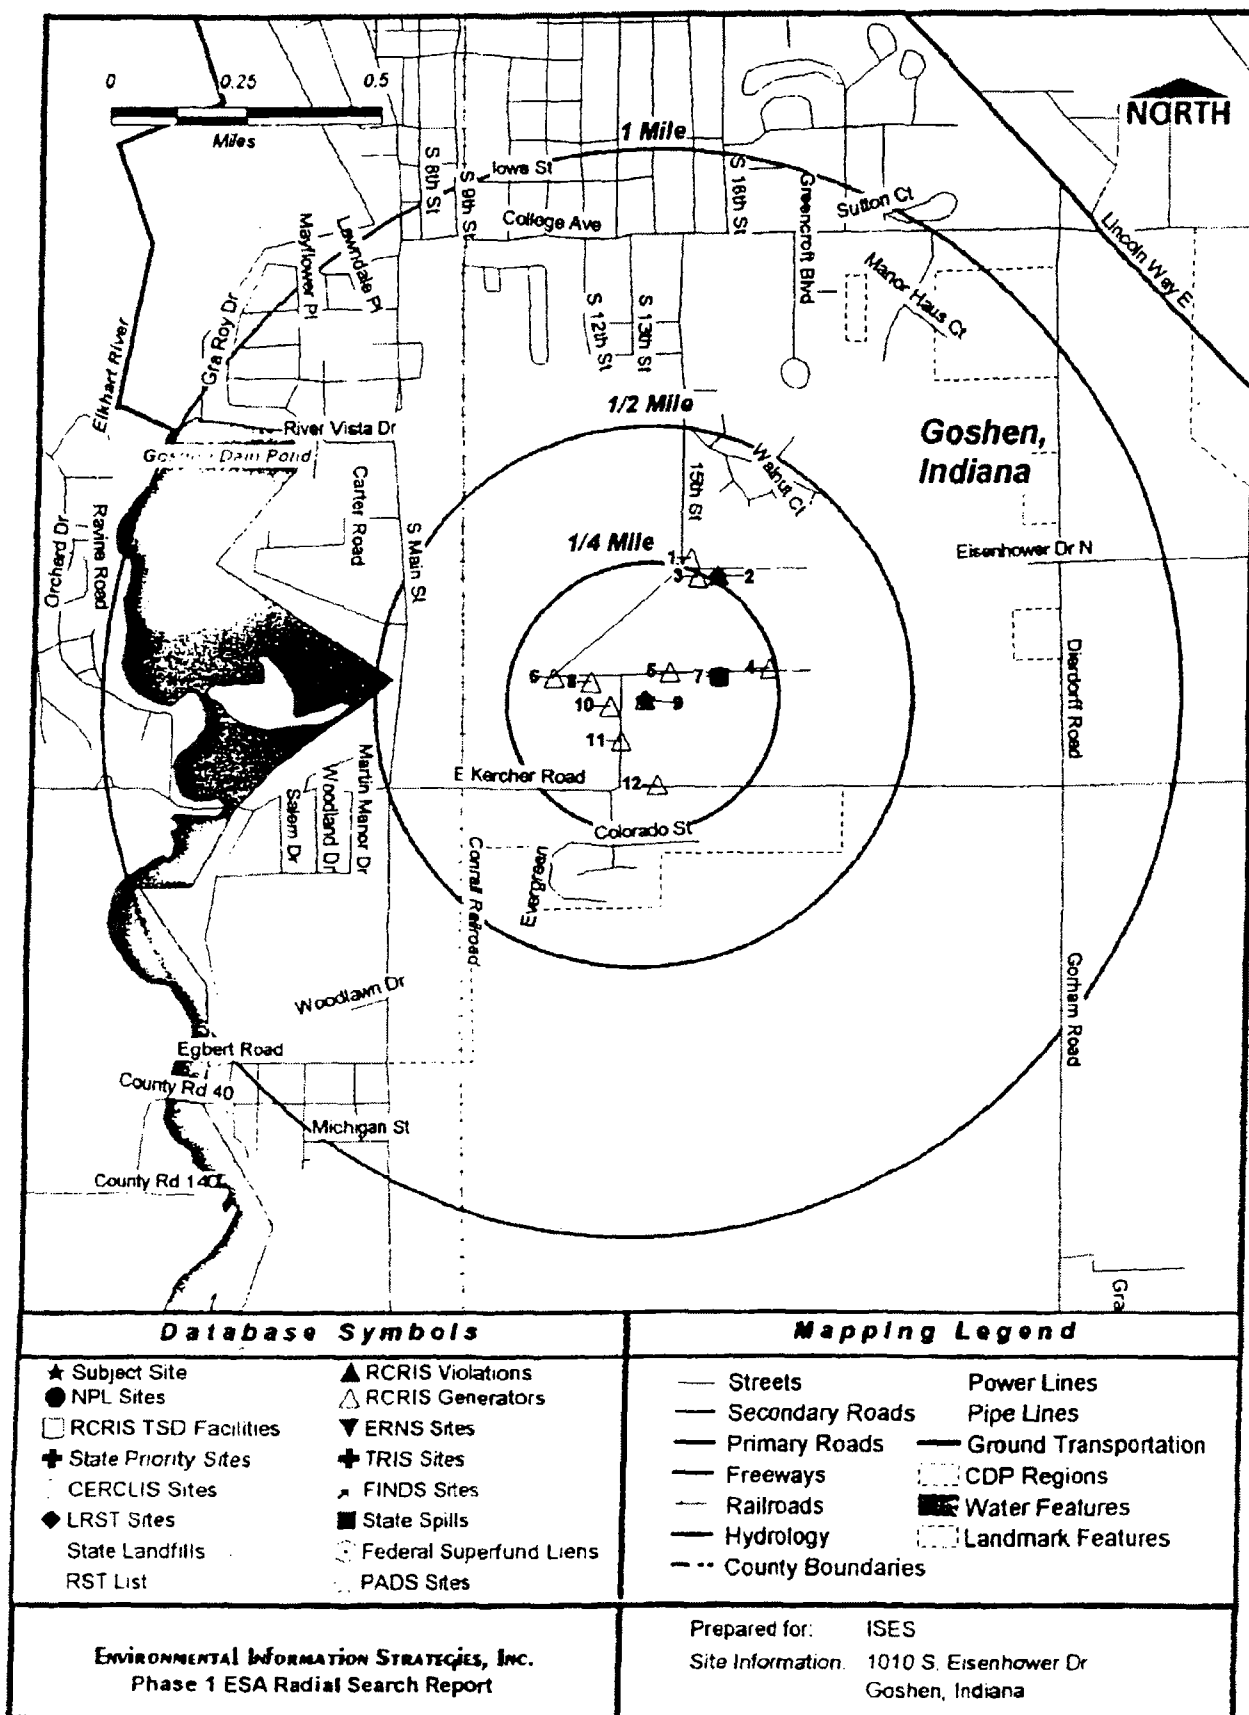 0 0.25 0.5
Miles
NORTH
1 Mile
Iowa St
S 8th St
S 9th St
College Ave
S 16th St
Greencroft Blvd
Sutton Ct
Lincoln Way E
Manor Haus Ct
Mayflower Pl
Lawndale Pl
Gra Roy Dr
S 12th St
S 13th St
Elkhart River
River Vista Dr
Dam Pond
1/2 Mile
Goshen,
Indiana
Walnut Ct
15th St
Carter Road
S Main St
Orchard Dr
Ravine Road
1/4 Mile
Eisenhower Dr N
1
3
2
6
8
5
7
4
10
9
11
12
Dierdorff Road
E Kercher Road
Martin Manor Dr
Woodland Dr
Salem Dr
Colorado St
Evergreen
Conrail Railroad
Woodlawn Dr
Gorham Road
Egbert Road
County Rd 40
Michigan St
County Rd 140
Gra
Database Symbols
Subject Site
NPL Sites
RCRIS TSD Facilities
State Priority Sites
CERCLIS Sites
LRST Sites
State Landfills
RST List
RCRIS Violations
RCRIS Generators
ERNS Sites
TRIS Sites
FINDS Sites
State Spills
Federal Superfund Liens
PADS Sites
Mapping Legend
Streets
Secondary Roads
Primary Roads
Freeways
Railroads
Hydrology
County Boundaries
Power Lines
Pipe Lines
Ground Transportation
CDP Regions
Water Features
Landmark Features
ENVIRONMENTAL INFORMATION STRATEGIES, INC.
Phase 1 ESA Radial Search Report
Prepared for: ISES
Site Information: 1010 S. Eisenhower Dr
Goshen, Indiana